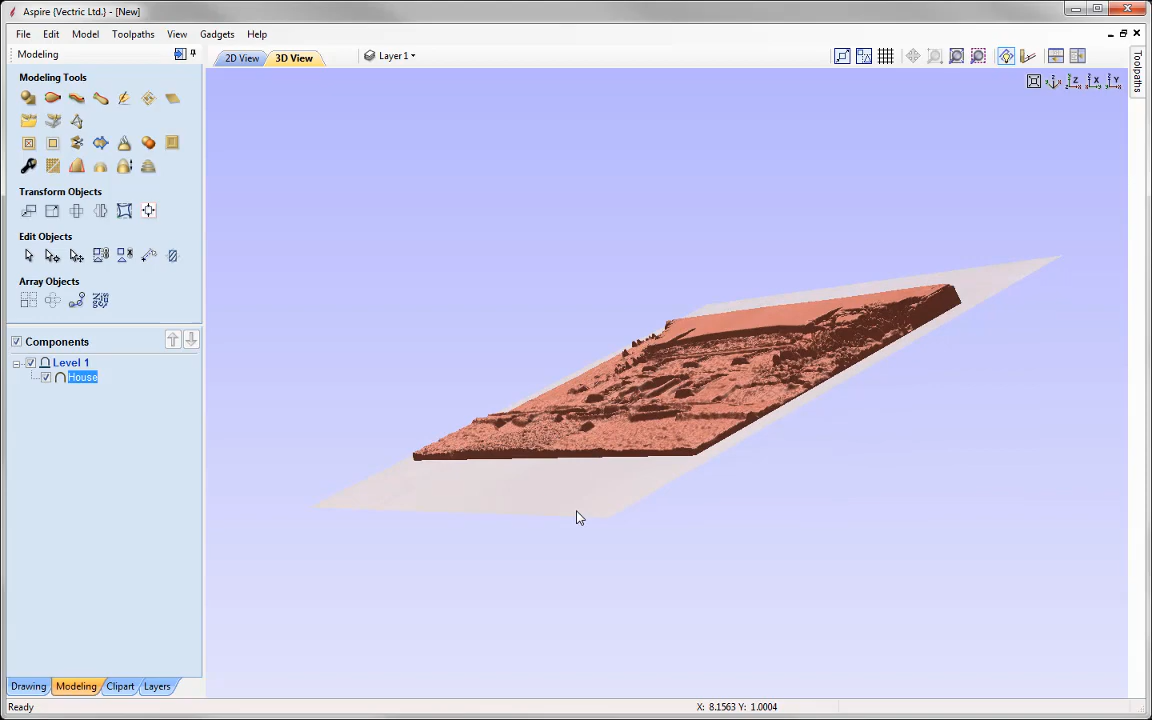 Aspire {Vectric Ltd.} - [New]
File Edit Model Toolpaths View Gadgets Help
Modeling
2D View 3D View Layer1
Toolpaths
Modeling Tools
Z X Y
Transform Objects
Edit Objects
Array Objects
Components
Level 1
House
Drawing Modeling Clipart Layers
Ready X: 8.1563 Y: 1.0004